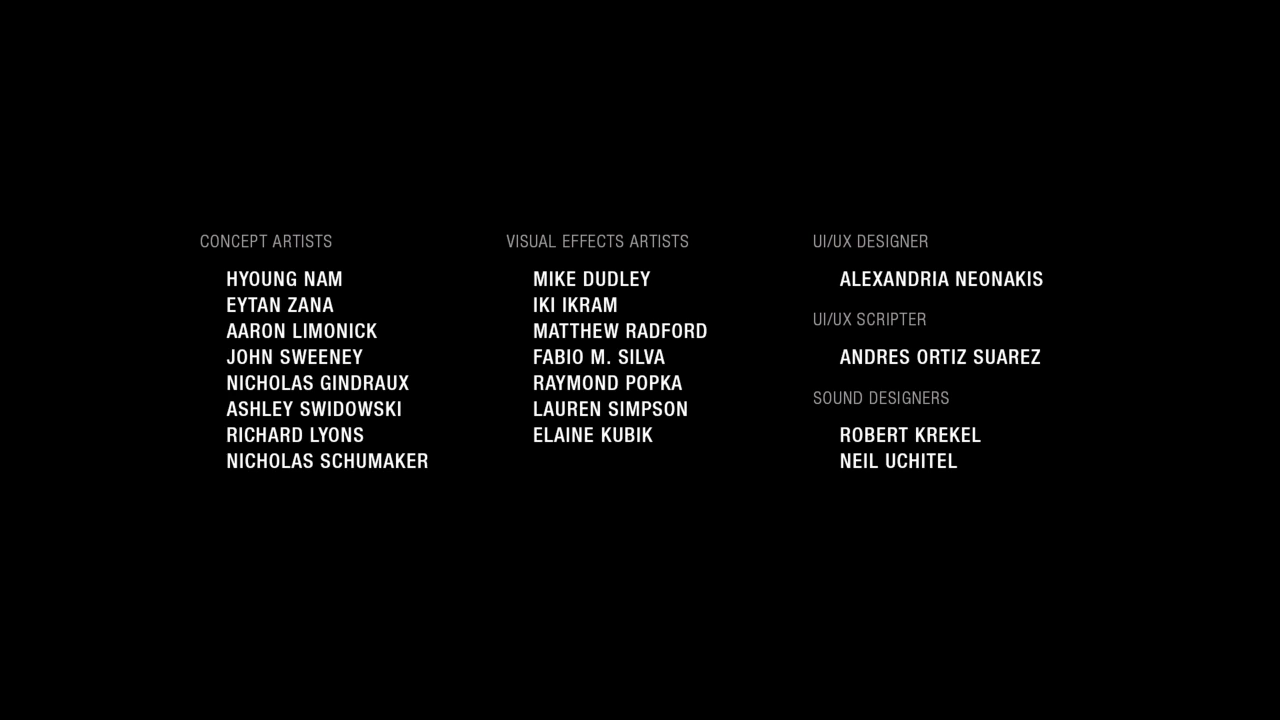 CONCEPT ARTISTS
HYOUNG NAM
EYTAN ZANA
AARON LIMONICK
JOHN SWEENEY
NICHOLAS GINDRAUX
ASHLEY SWIDOWSKI
RICHARD LYONS
NICHOLAS SCHUMAKER
VISUAL EFFECTS ARTISTS
MIKE DUDLEY
IKI IKRAM
MATTHEW RADFORD
FABIO M. SILVA
RAYMOND POPKA
LAUREN SIMPSON
ELAINE KUBIK
UI/UX DESIGNER
ALEXANDRIA NEONAKIS
UI/UX SCRIPTER
ANDRES ORTIZ SUAREZ
SOUND DESIGNERS
ROBERT KREKEL
NEIL UCHITEL